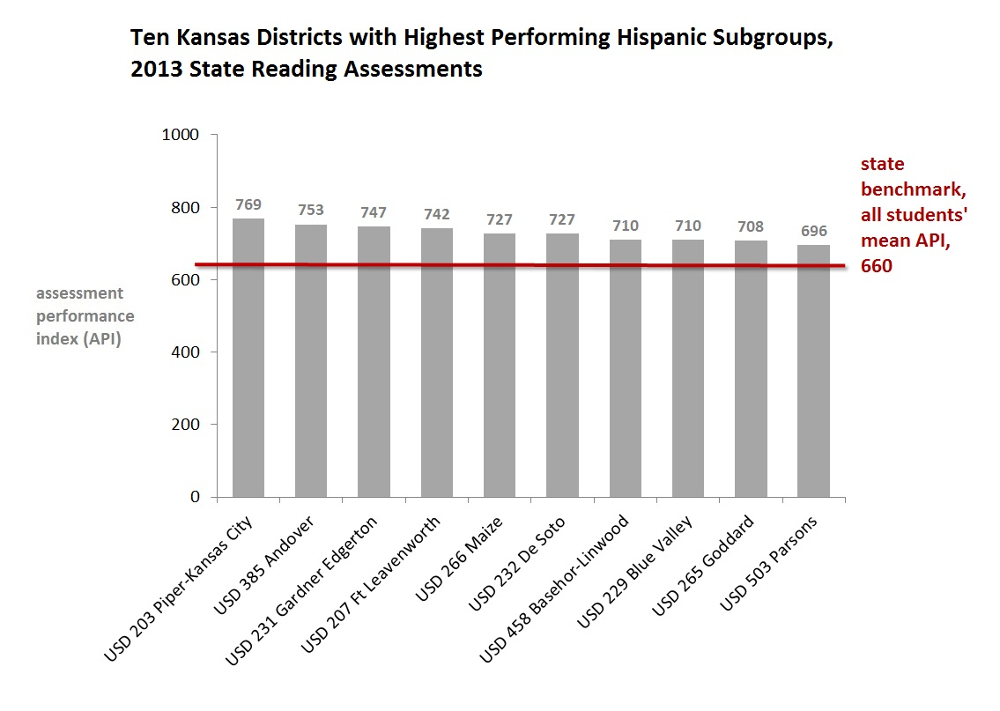 Ten Kansas Districts with Highest Performing Hispanic Subgroups,
2013 State Reading Assessments
state
benchmark,
all students'
mean API,
660
assessment
performance
index (API)
1000
800
600
400
200
0
769
753
747
742
727
727
710
710
708
696
USD 203 Piper-Kansas City
USD 385 Andover
USD 231 Gardner Edgerton
USD 207 Ft Leavenworth
USD 266 Maize
USD 232 De Soto
USD 458 Basehor-Linwood
USD 229 Blue Valley
USD 265 Goddard
USD 503 Parsons